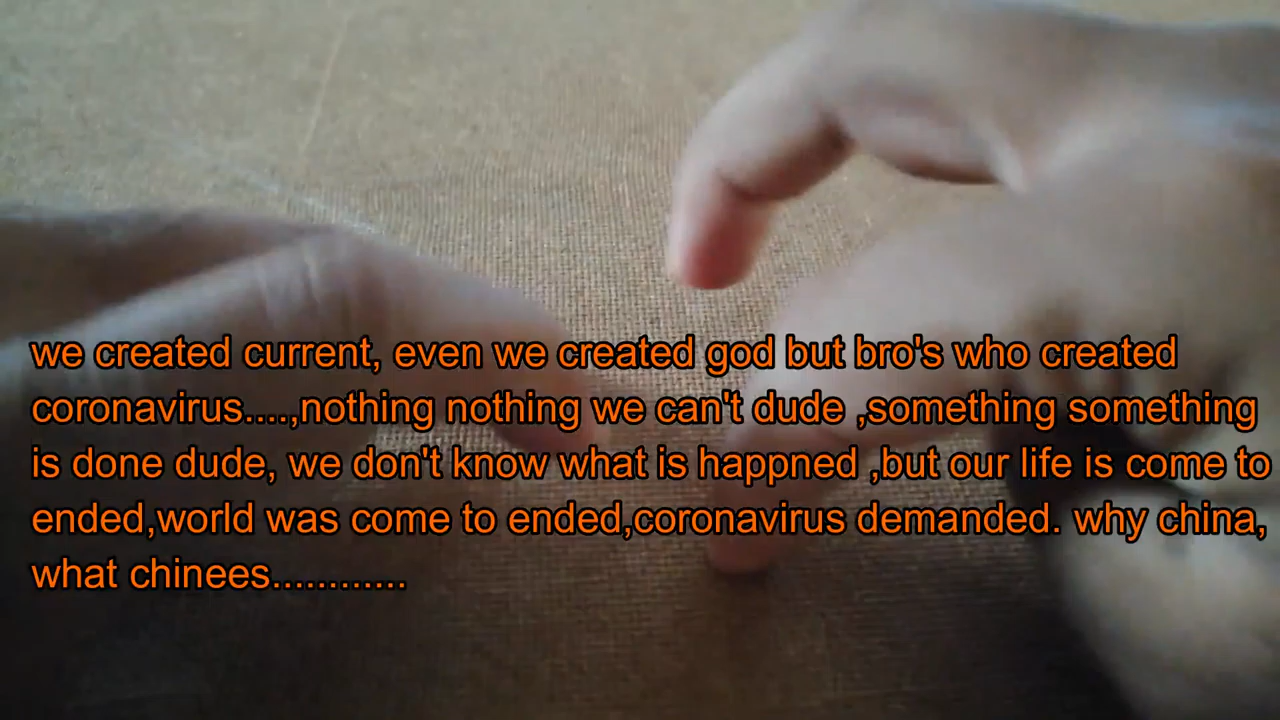 we created current, even we created god but bro's who created
coronavirus....,nothing nothing we can't dude ,something something
is done dude, we don't know what is happned ,but our life is come to
ended,world was come to ended,coronavirus demanded. why china,
what chinees............